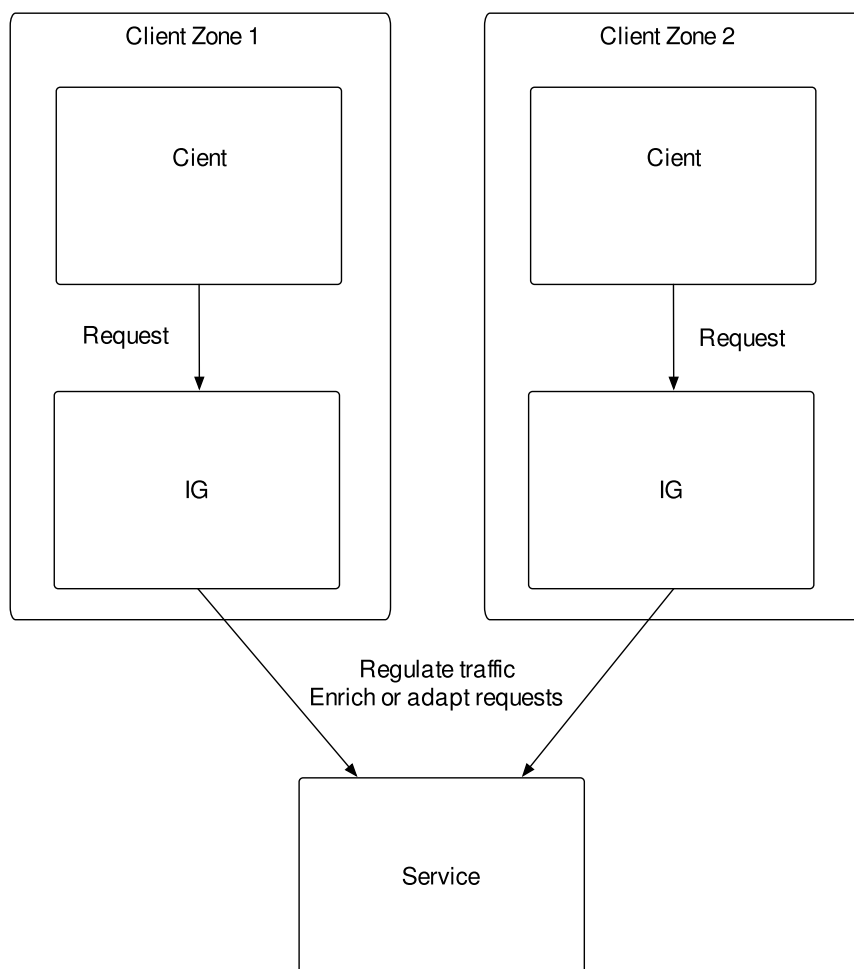 Client Zone 1
Client Zone 2
Cient
Cient
Request
Request
IG
IG
Regulate traffic
Enrich or adapt requests
Service